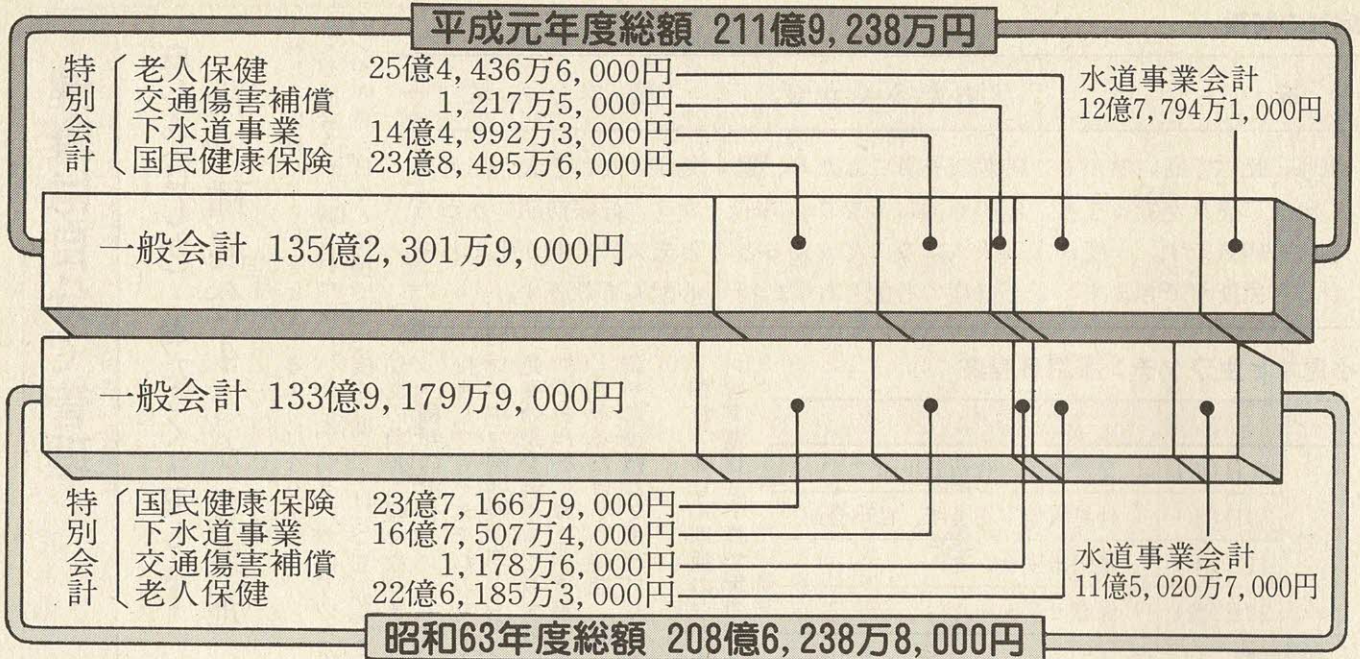 平成元年度総額 211億9,238万円
特別会計
老人保健 25億4,436万6,000円
交通傷害補償 1,217万5,000円
下水道事業 14億4,992万3,000円
国民健康保険 23億8,495万6,000円
水道事業会計
12億7,794万1,000円
一般会計 135億2,301万9,000円
一般会計 133億9,179万9,000円
特別会計
国民健康保険 23億7,166万9,000円
下水道事業 16億7,507万4,000円
交通傷害補償 1,178万6,000円
老人保健 22億6,185万3,000円
水道事業会計
11億5,020万7,000円
昭和63年度総額 208億6,238万8,000円